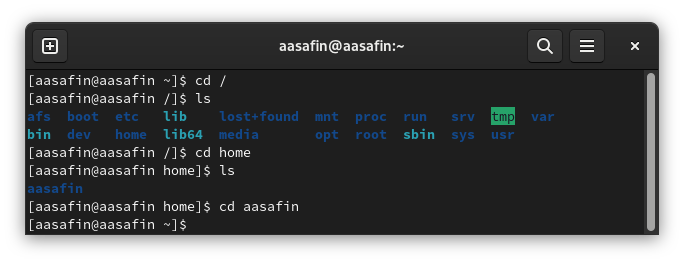 aasafin@aasafin:~
[aasafin@aasafin ~]$ cd /
[aasafin@aasafin /]$ ls
afs  boot  etc   lib    lost+found  mnt  proc  run   srv  tmp  var
bin  dev   home  lib64  media       opt  root  sbin  sys  usr
[aasafin@aasafin /]$ cd home
[aasafin@aasafin home]$ ls
aasafin
[aasafin@aasafin home]$ cd aasafin
[aasafin@aasafin ~]$